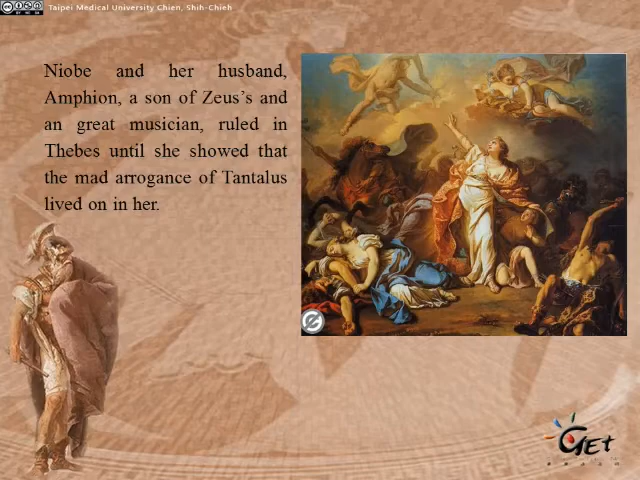 Taipei Medical University Chien, Shih-Chieh
Niobe and her husband,
Amphion, a son of Zeus’s and
an great musician, ruled in
Thebes until she showed that
the mad arrogance of Tantalus
lived on in her.
GET